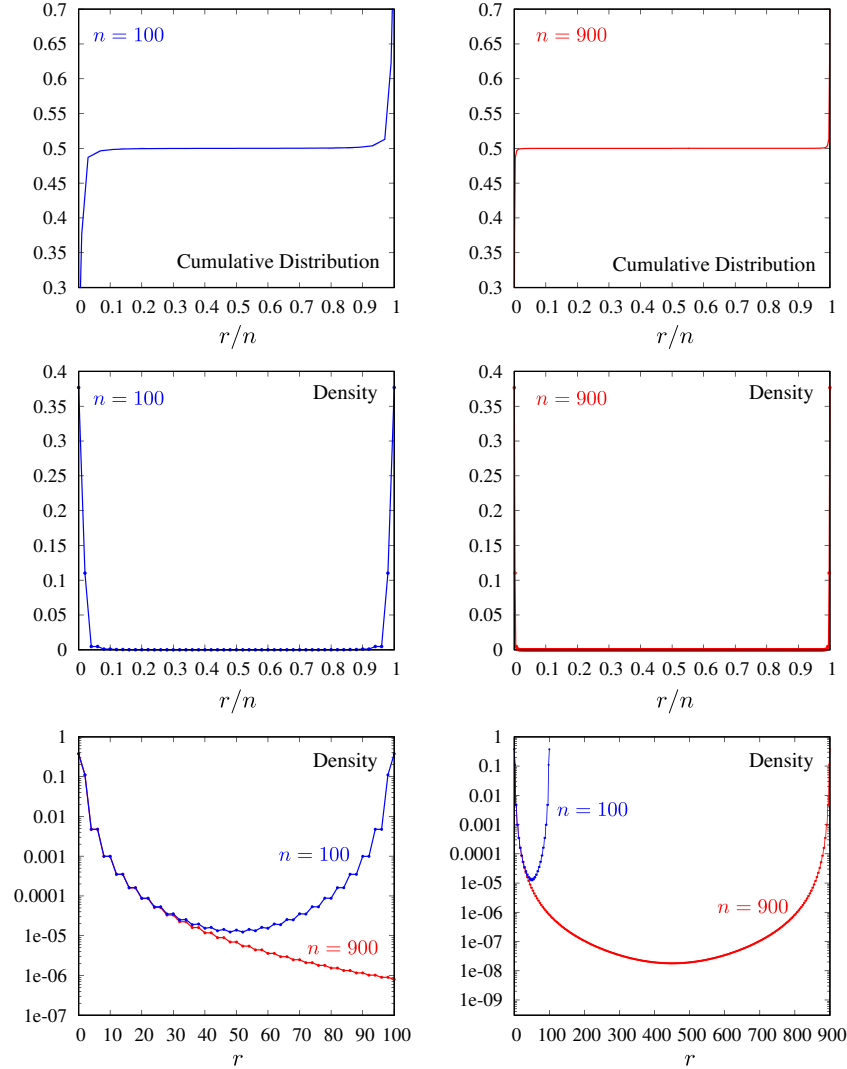 0.7
0.65
0.6
0.55
0.5
0.45
0.4
0.35
0.3
n = 100
Cumulative Distribution
0 0.1 0.2 0.3 0.4 0.5 0.6 0.7 0.8 0.9 1
r/n
0.7
0.65
0.6
0.55
0.5
0.45
0.4
0.35
0.3
n = 900
Cumulative Distribution
0 0.1 0.2 0.3 0.4 0.5 0.6 0.7 0.8 0.9 1
r/n
0.4
0.35
0.3
0.25
0.2
0.15
0.1
0.05
0
n = 100
Density
0 0.1 0.2 0.3 0.4 0.5 0.6 0.7 0.8 0.9 1
r/n
0.4
0.35
0.3
0.25
0.2
0.15
0.1
0.05
0
n = 900
Density
0 0.1 0.2 0.3 0.4 0.5 0.6 0.7 0.8 0.9 1
r/n
1
0.1
0.01
0.001
0.0001
1e-05
1e-06
1e-07
Density
n = 100
n = 900
0 10 20 30 40 50 60 70 80 90 100
r
1
0.1
0.01
0.001
0.0001
1e-05
1e-06
1e-07
1e-08
1e-09
Density
n = 100
n = 900
0 100 200 300 400 500 600 700 800 900
r